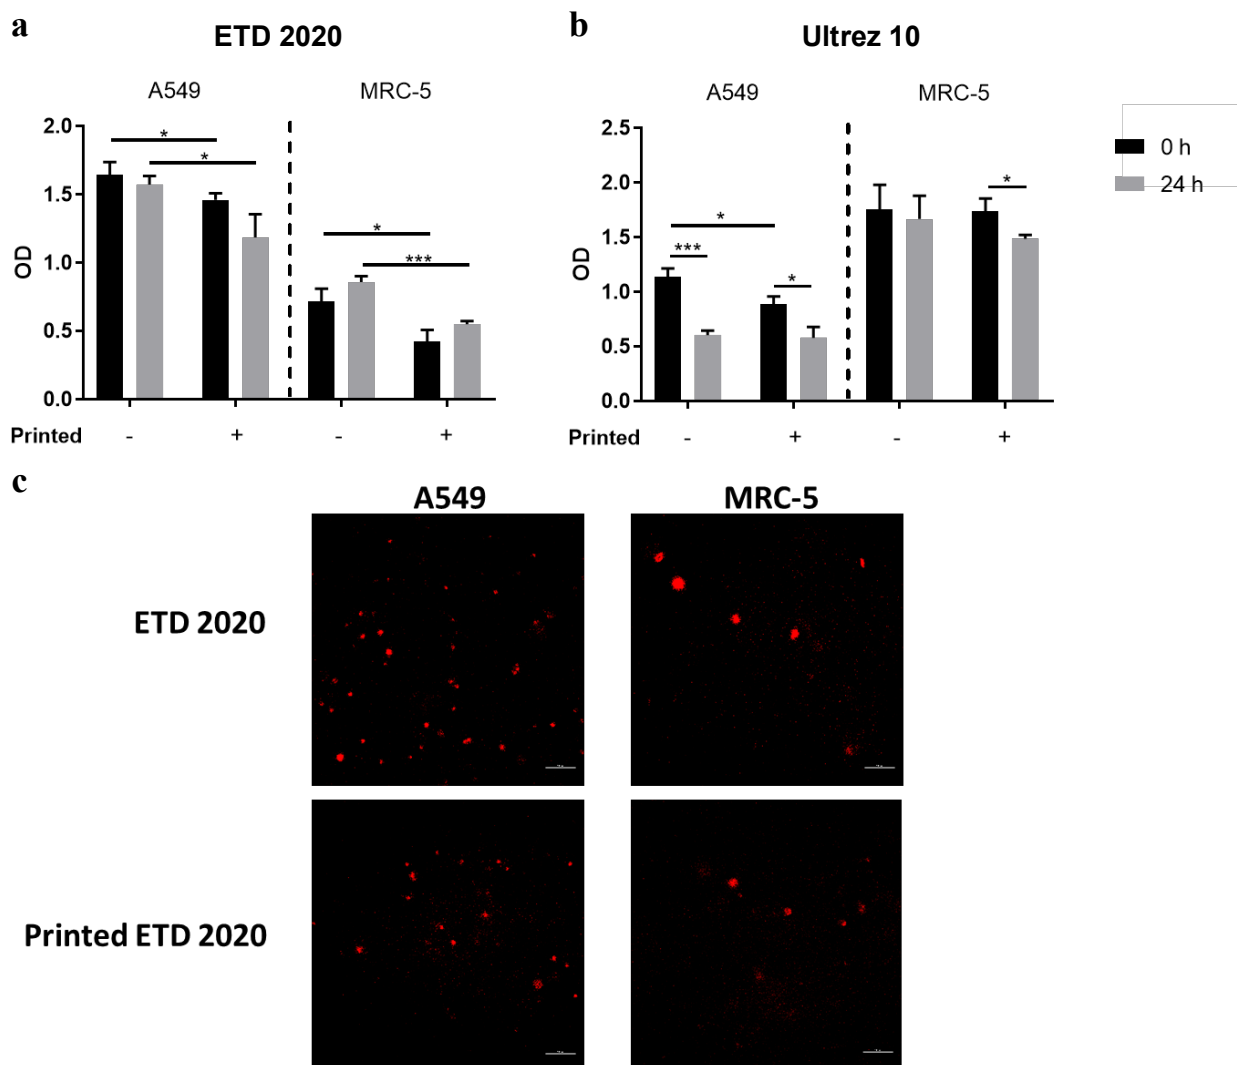 a
ETD 2020
A549 MRC-5
2.0
1.5
1.0
0.5
0.0
OD
* * * ***
Printed - + - +
b
Ultrez 10
A549 MRC-5
2.5
2.0
1.5
1.0
0.5
0.0
OD
*** * * *
Printed - + - +
0 h
24 h
c
A549 MRC-5
ETD 2020
Printed ETD 2020